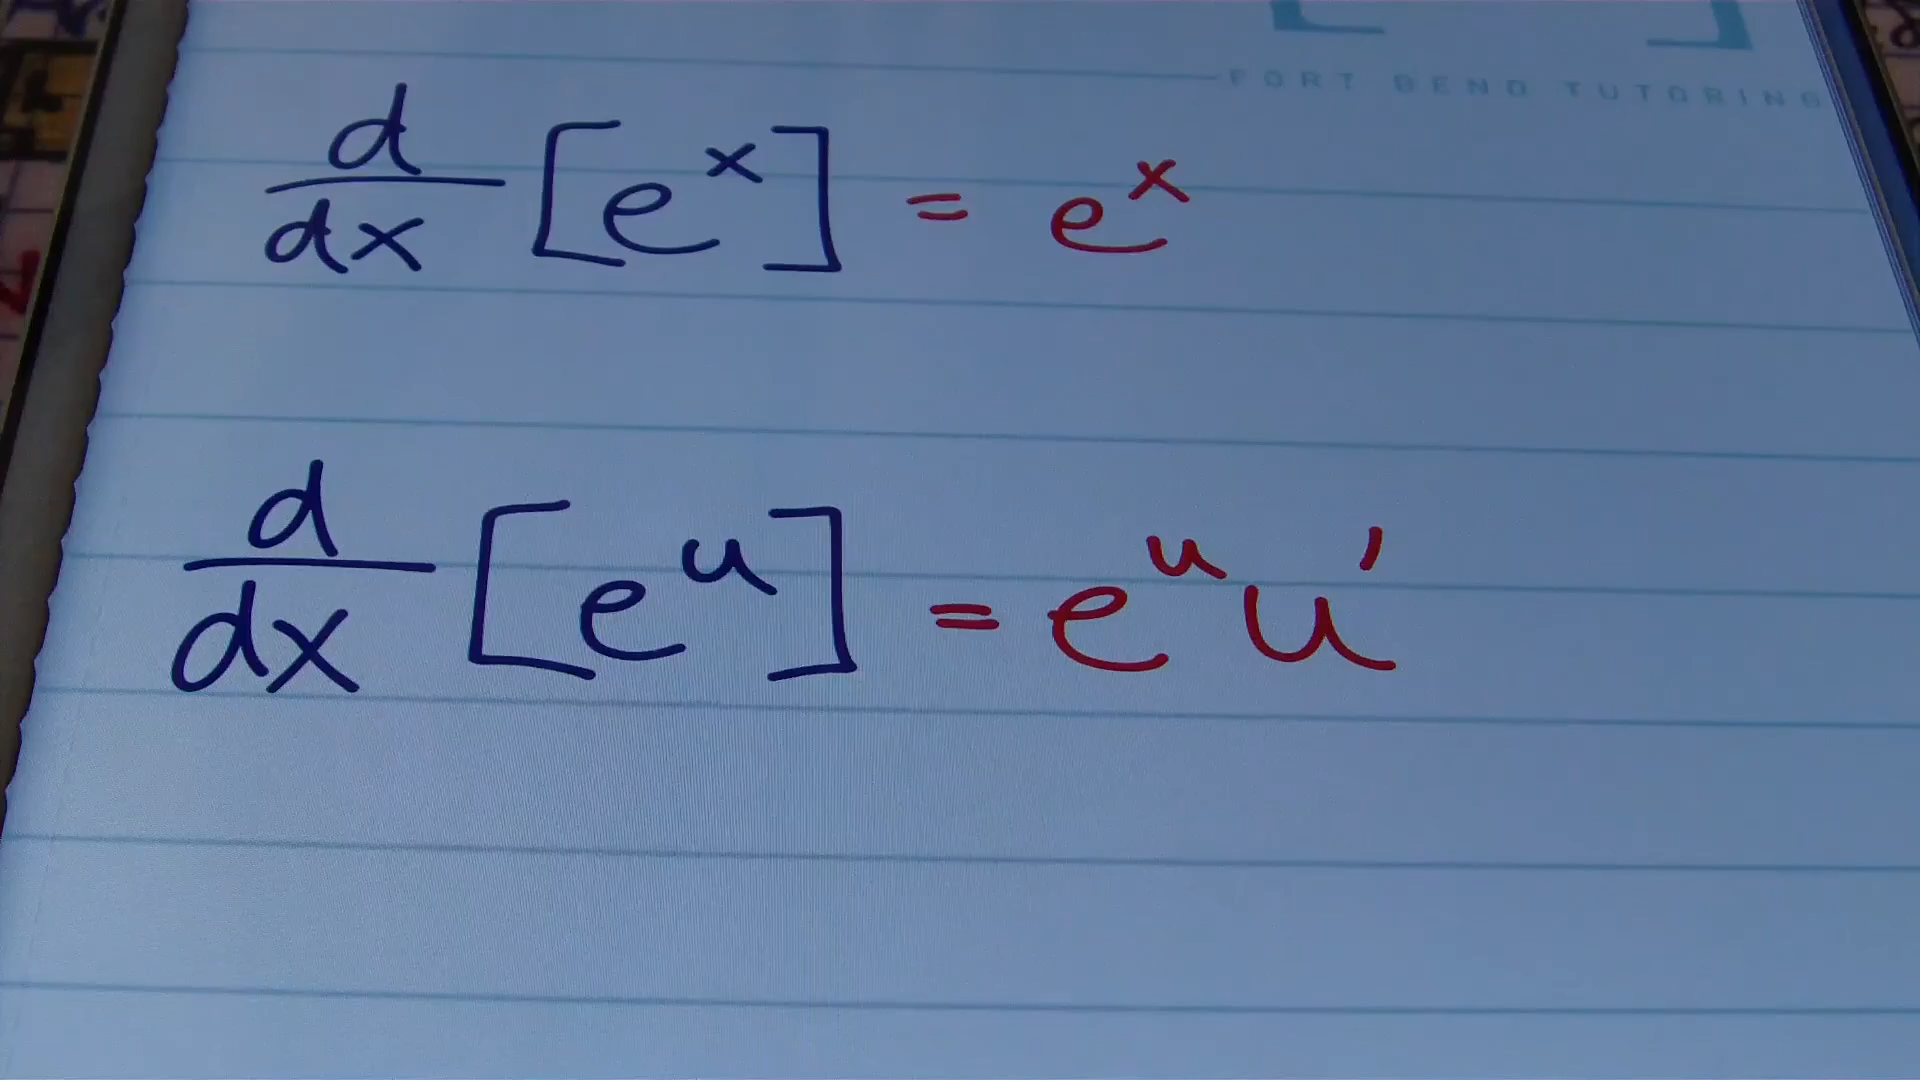 FORT BEND TUTORING
d/dx [e^x] = e^x
d/dx [e^u] = e^u u'